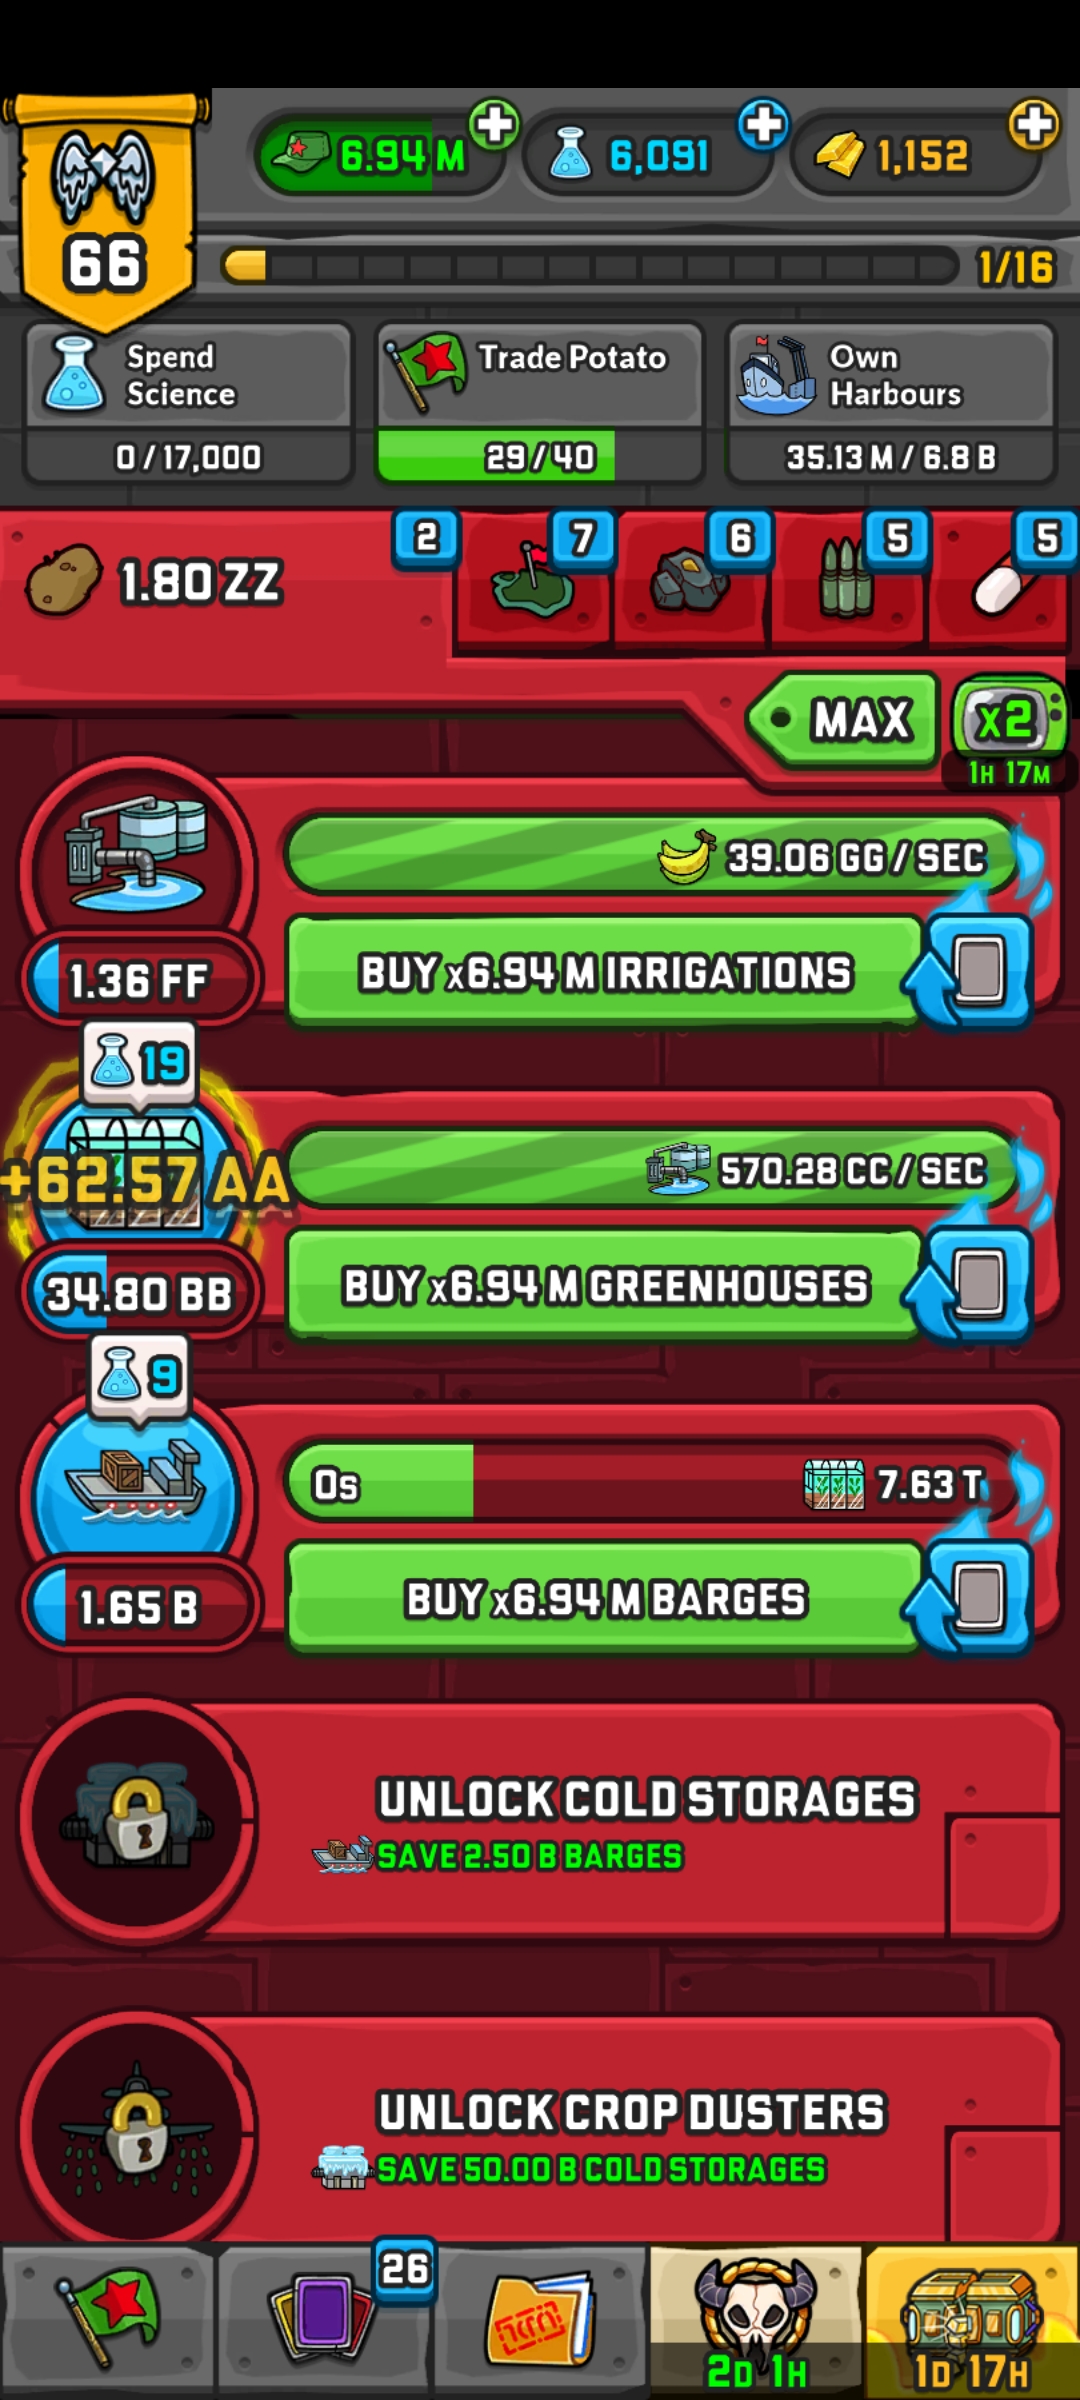 6.94 M
6,091
1,152
66
1/16
Spend
Science
Trade Potato
Own
Harbours
0/17,000
29/40
35.13 M / 6.8 B
2
7
6
5
5
1.80 ZZ
MAX
x2
1H 17M
39.06 GG / SEC
1.36 FF
BUY x6.94 M IRRIGATIONS
19
+62.57 AA
570.28 CC / SEC
34.80 BB
BUY x6.94 M GREENHOUSES
9
0s
7.63 T
1.65 B
BUY x6.94 M BARGES
UNLOCK COLD STORAGES
SAVE 2.50 B BARGES
UNLOCK CROP DUSTERS
SAVE 50.00 B COLD STORAGES
26
2D 1H
1D 17H